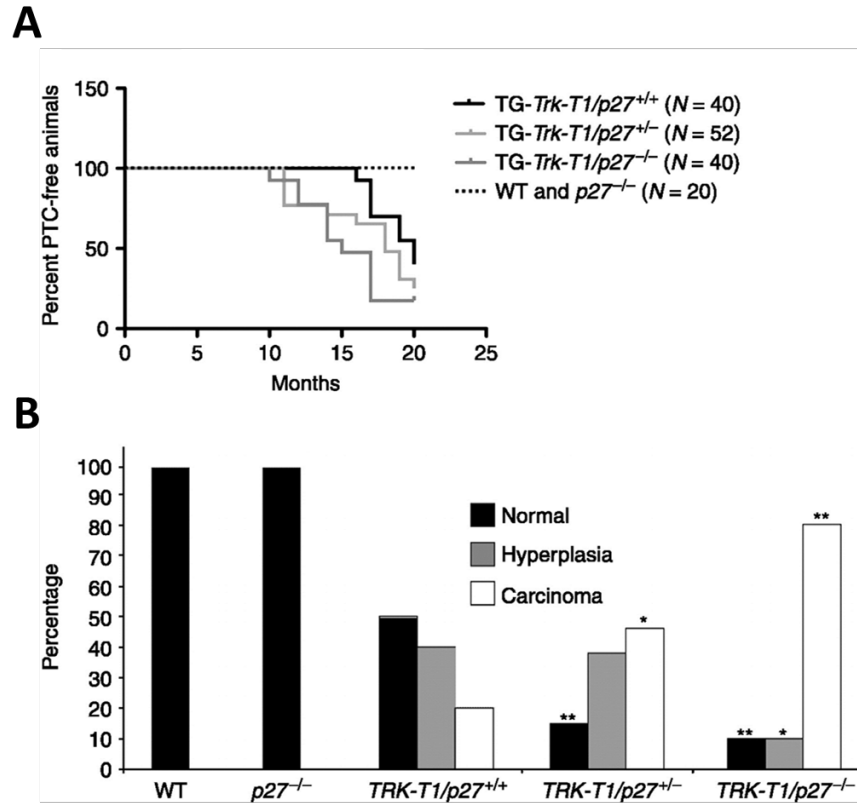 A
Percent PTC-free animals
150
100
50
0
0 5 10 15 20 25
Months
TG-Trk-T1/p27+/+ (N = 40)
TG-Trk-T1/p27+/− (N = 52)
TG-Trk-T1/p27−/− (N = 40)
WT and p27−/− (N = 20)
B
Percentage
100
90
80
70
60
50
40
30
20
10
0
Normal
Hyperplasia
Carcinoma
** * ** * **
WT p27−/− TRK-T1/p27+/+ TRK-T1/p27+/− TRK-T1/p27−/−